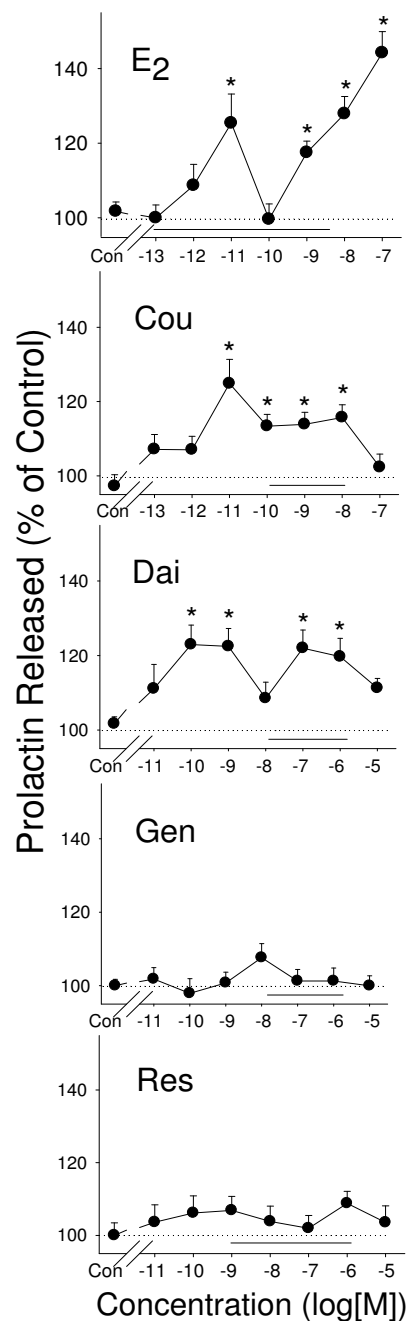 Prolactin Released (% of Control)
E2
*
*
*
*
140
120
100
Con
-13 -12 -11 -10 -9 -8 -7
Cou
*
*
*
*
140
120
100
Con
-13 -12 -11 -10 -9 -8 -7
Dai
*
*
*
*
140
120
100
Con
-11 -10 -9 -8 -7 -6 -5
Gen
140
120
100
Con
-11 -10 -9 -8 -7 -6 -5
Res
140
120
100
Con
-11 -10 -9 -8 -7 -6 -5
Concentration (log[M])